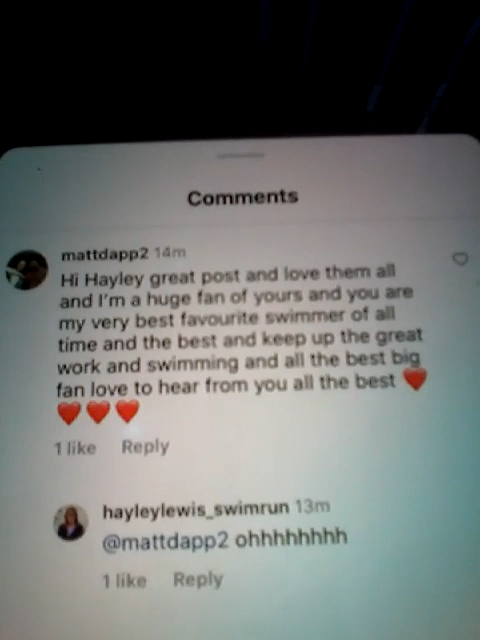 Comments
mattdapp2 14m
Hi Hayley great post and love them all
and I'm a huge fan of yours and you are
my very best favourite swimmer of all
time and the best and keep up the great
work and swimming and all the best big
fan love to hear from you all the best ❤️
❤️❤️❤️
1 like Reply
hayleylewis_swimrun 13m
@mattdapp2 ohhhhhhhh
1 like Reply